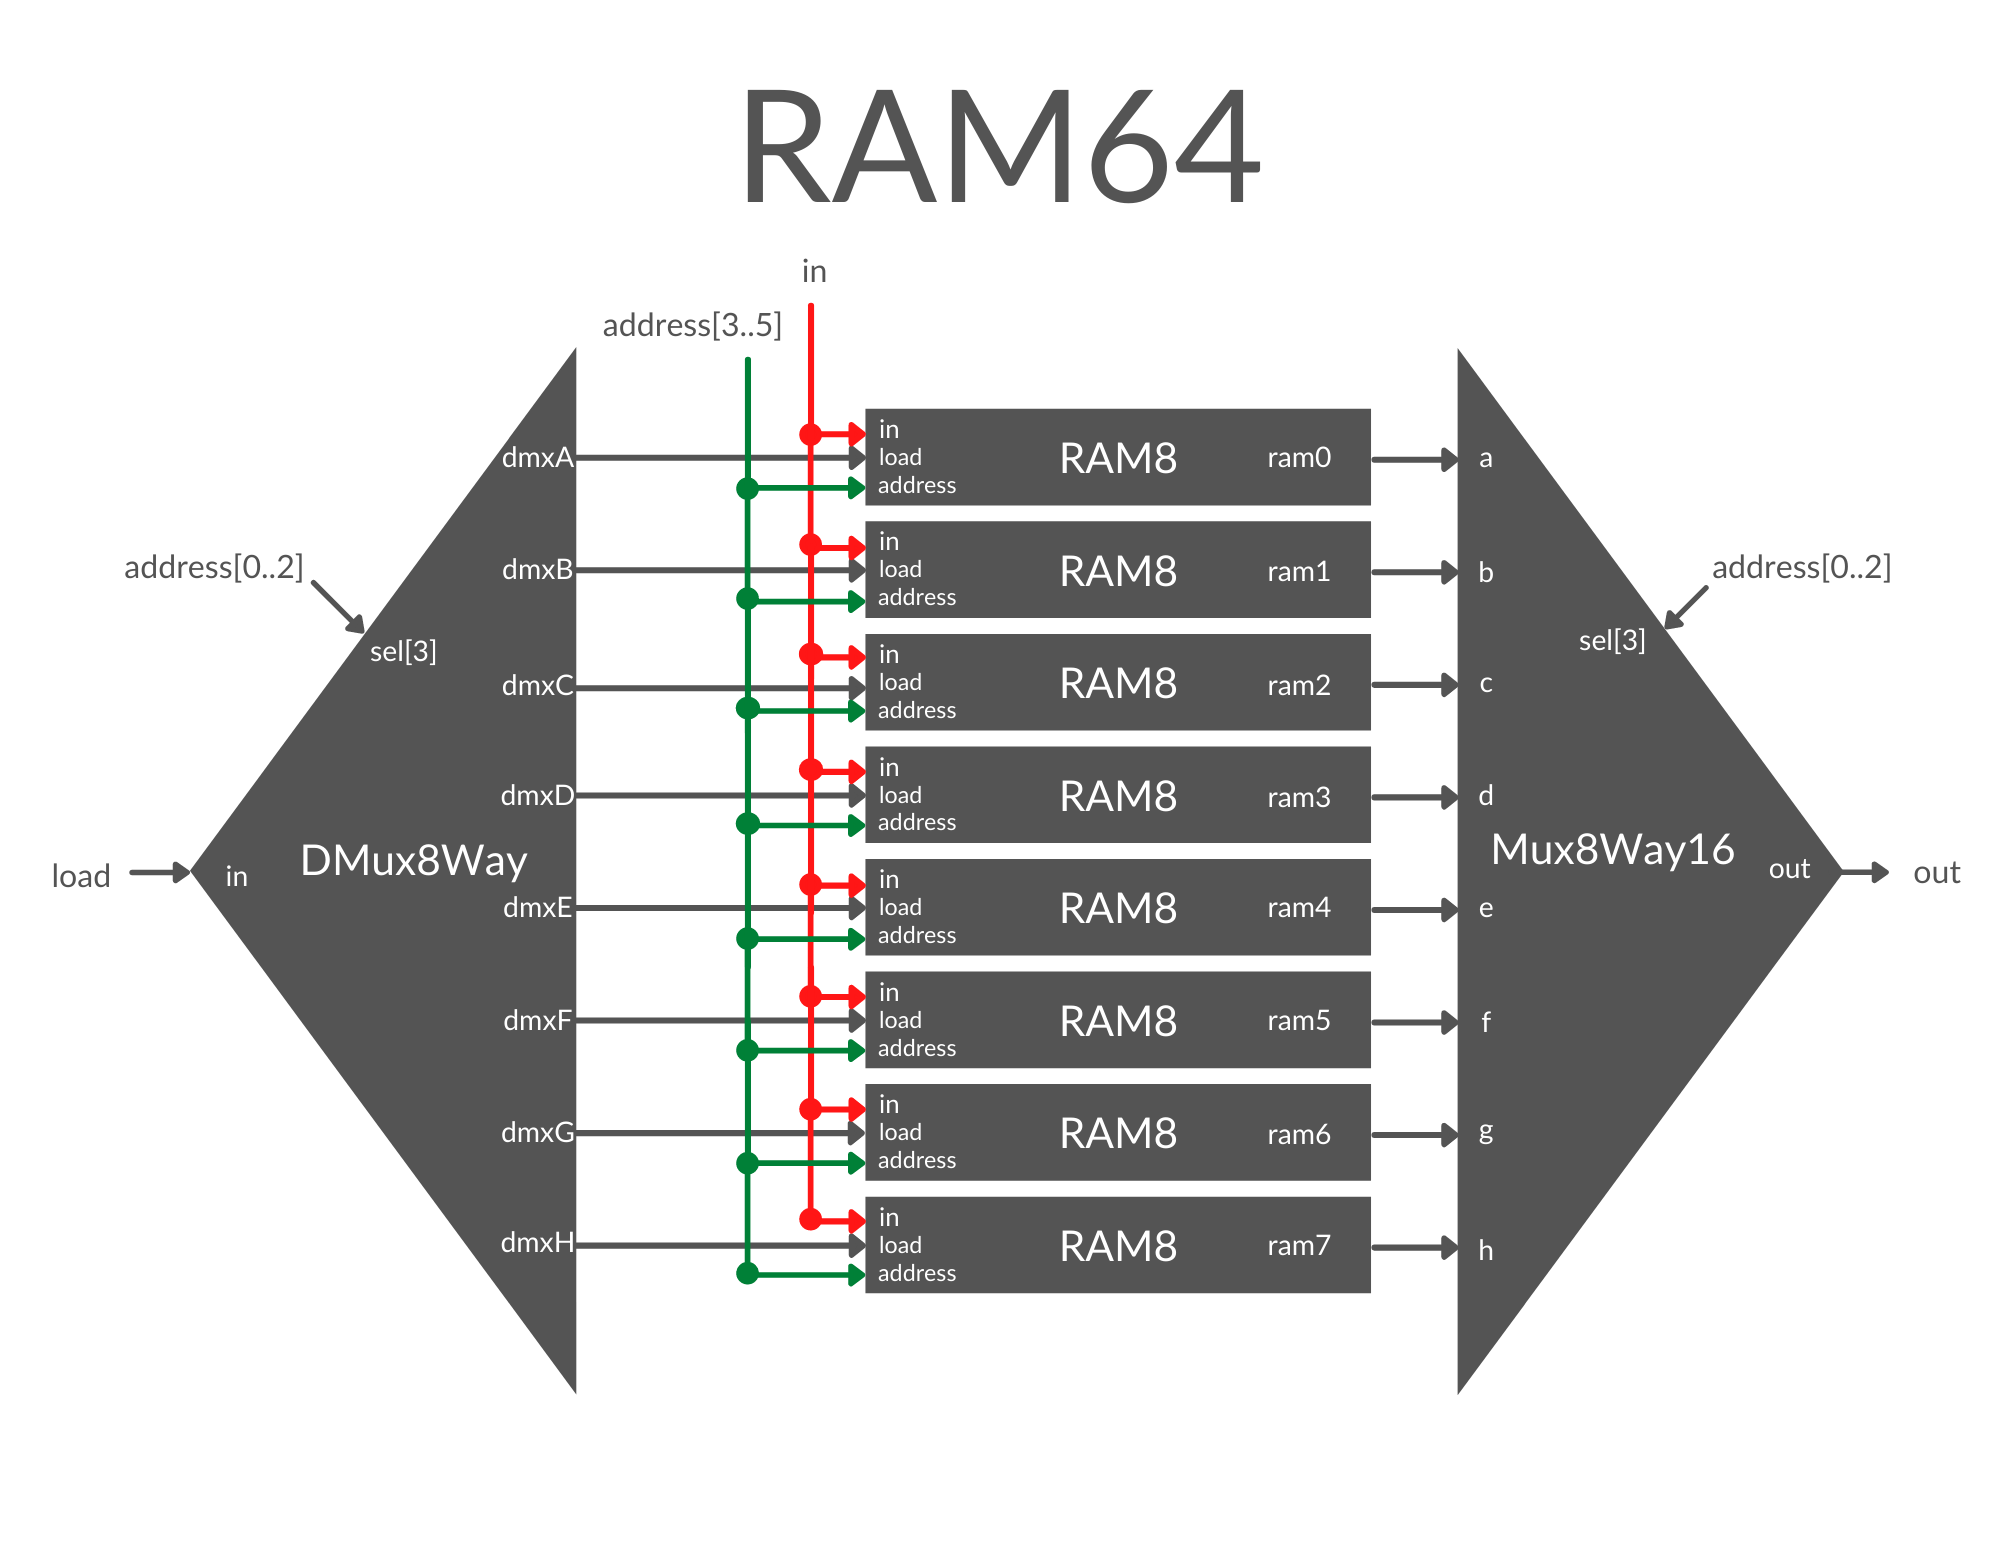 RAM64
in
address[3..5]
address[0..2]
sel[3]
load
in
DMux8Way
dmxA
dmxB
dmxC
dmxD
dmxE
dmxF
dmxG
dmxH
in
load
address
RAM8
ram0
in
load
address
RAM8
ram1
in
load
address
RAM8
ram2
in
load
address
RAM8
ram3
in
load
address
RAM8
ram4
in
load
address
RAM8
ram5
in
load
address
RAM8
ram6
in
load
address
RAM8
ram7
a
b
c
d
e
f
g
h
address[0..2]
sel[3]
Mux8Way16
out
out